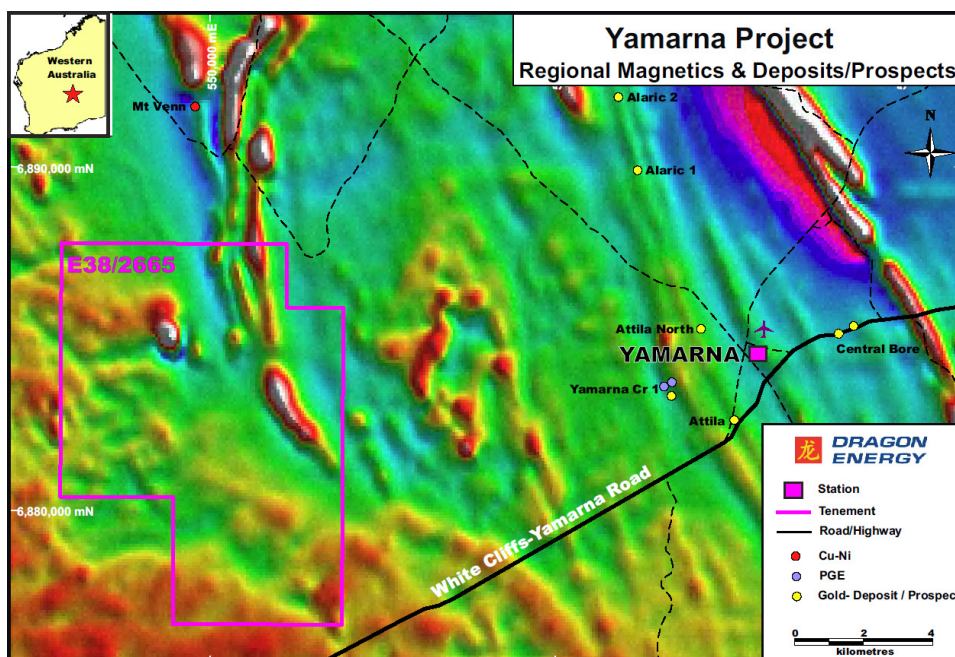 Yamarna Project
Regional Magnetics & Deposits/Prospects
Western
Australia
550,000 mE
Mt Venn
Alaric 2
N
Alaric 1
6,890,000 mN
E38/2665
Attila North
YAMARNA
Central Bore
Yamarna Cr 1
Attila
White Cliffs-Yamarna Road
6,880,000 mN
龙
DRAGON
ENERGY
Station
Tenement
Road/Highway
Cu-Ni
PGE
Gold- Deposit / Prospec
0 2 4
kilometres